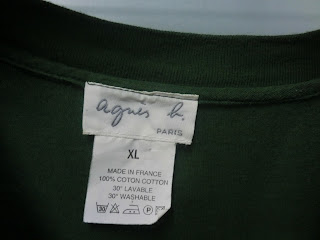 agnès b.
PARIS
XL
MADE IN FRANCE
100% COTON COTTON
30° LAVABLE
30° WASHABLE